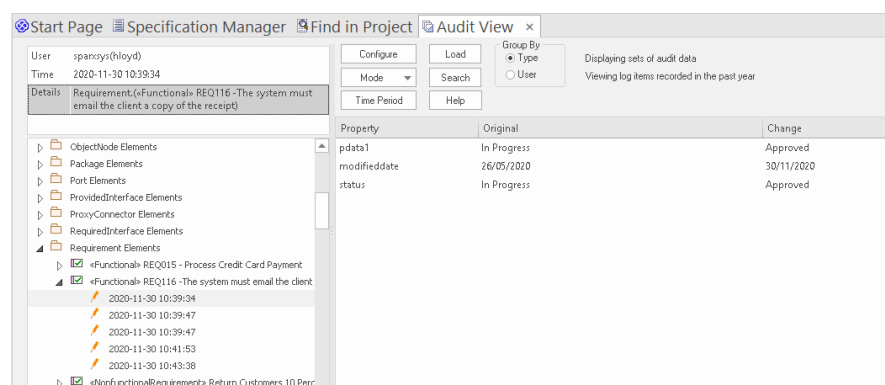 Start Page Specification Manager Find in Project Audit View ×
User sparxsys(hloyd)
Time 2020-11-30 10:39:34
Details Requirement.(«Functional» REQ116 -The system must
email the client a copy of the receipt)
Configure Load
Mode Search
Time Period Help
Group By
Type
User
Displaying sets of audit data
Viewing log items recorded in the past year
ObjectNode Elements
Package Elements
Port Elements
ProvidedInterface Elements
ProxyConnector Elements
RequiredInterface Elements
Requirement Elements
«Functional» REQ015 - Process Credit Card Payment
«Functional» REQ116 -The system must email the client
2020-11-30 10:39:34
2020-11-30 10:39:47
2020-11-30 10:39:47
2020-11-30 10:41:53
2020-11-30 10:43:38
«NonfunctionalRequirement» Return Customers 10 Perc
Property Original Change
pdata1 In Progress Approved
modifieddate 26/05/2020 30/11/2020
status In Progress Approved